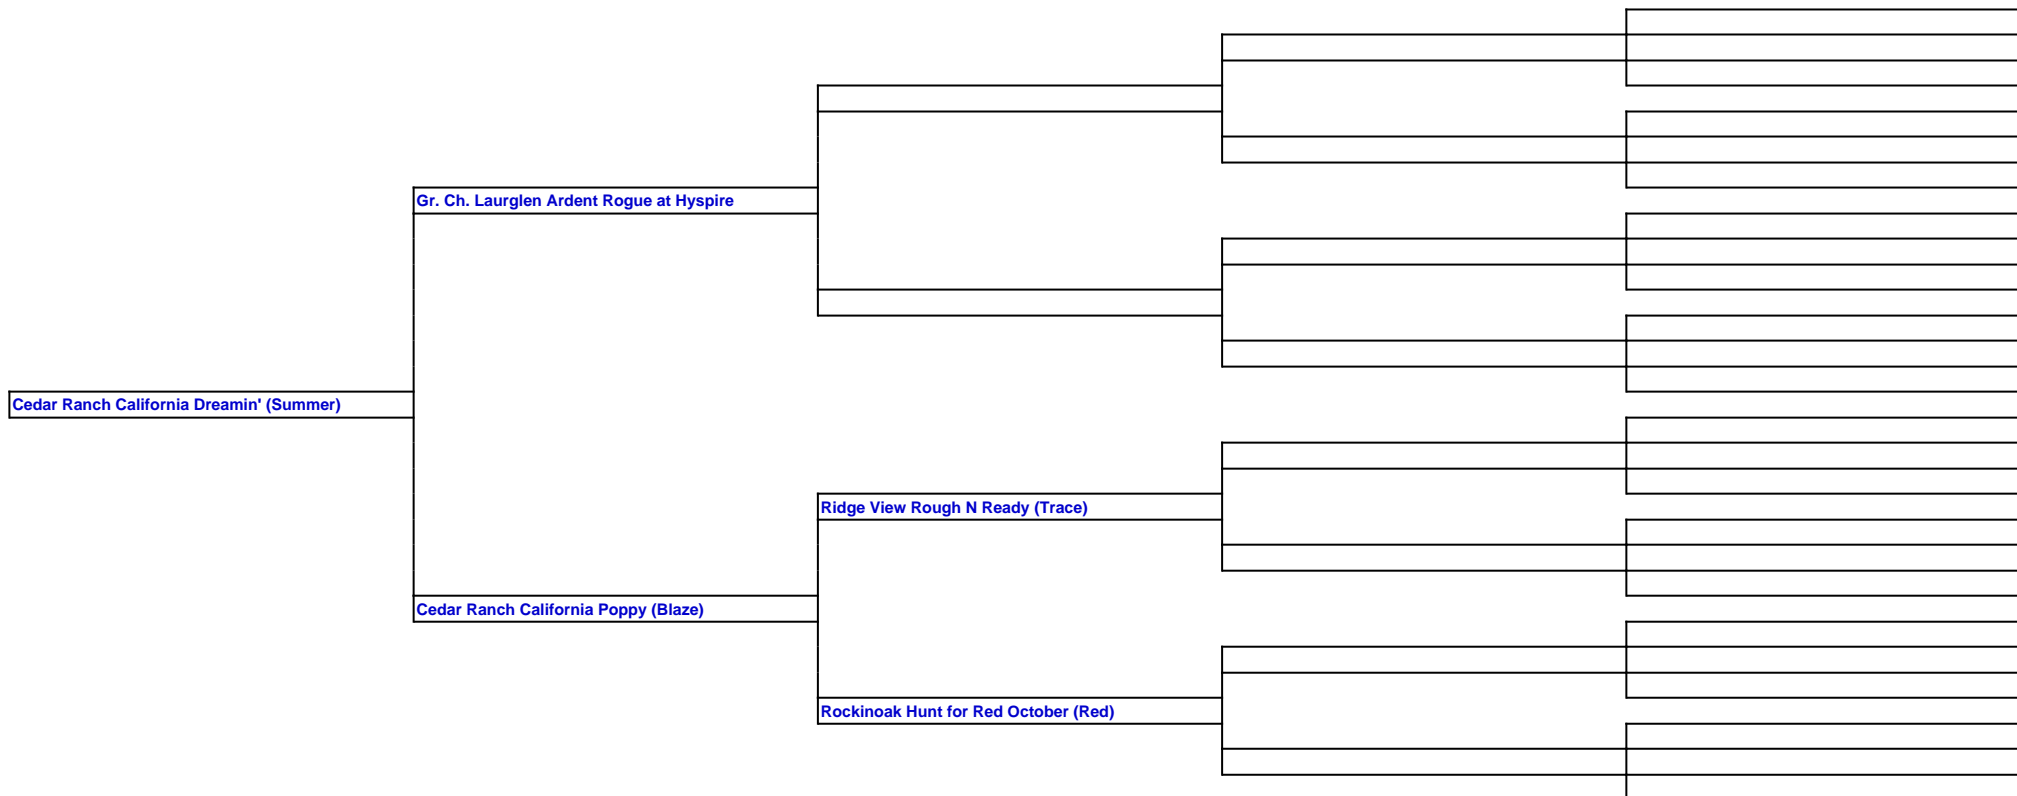 Gr. Ch. Laurglen Ardent Rogue at Hyspire
Cedar Ranch California Dreamin' (Summer)
Ridge View Rough N Ready (Trace)
Cedar Ranch California Poppy (Blaze)
Rockinoak Hunt for Red October (Red)